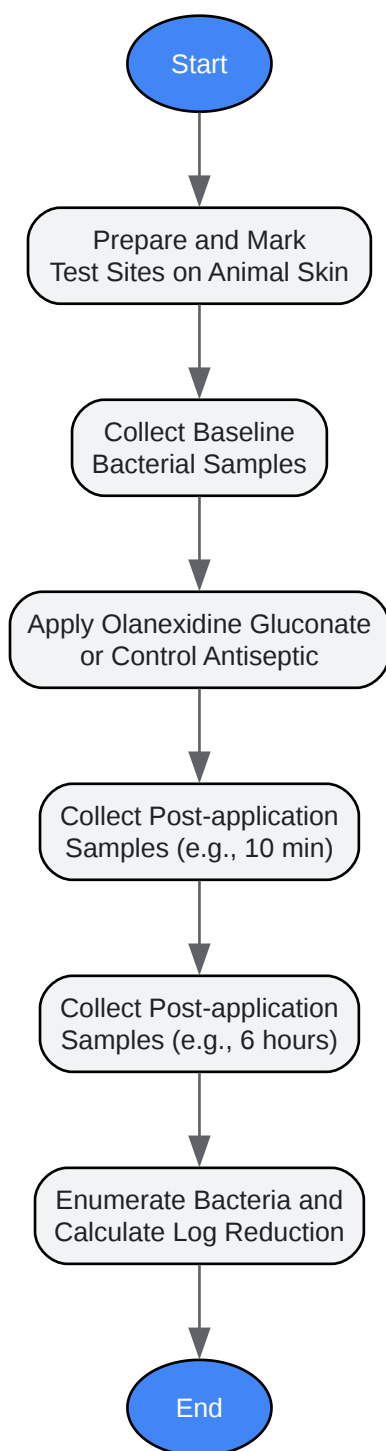 Start
Prepare and Mark
Test Sites on Animal Skin
Collect Baseline
Bacterial Samples
Apply Olanexidine Gluconate
or Control Antiseptic
Collect Post-application
Samples (e.g., 10 min)
Collect Post-application
Samples (e.g., 6 hours)
Enumerate Bacteria and
Calculate Log Reduction
End